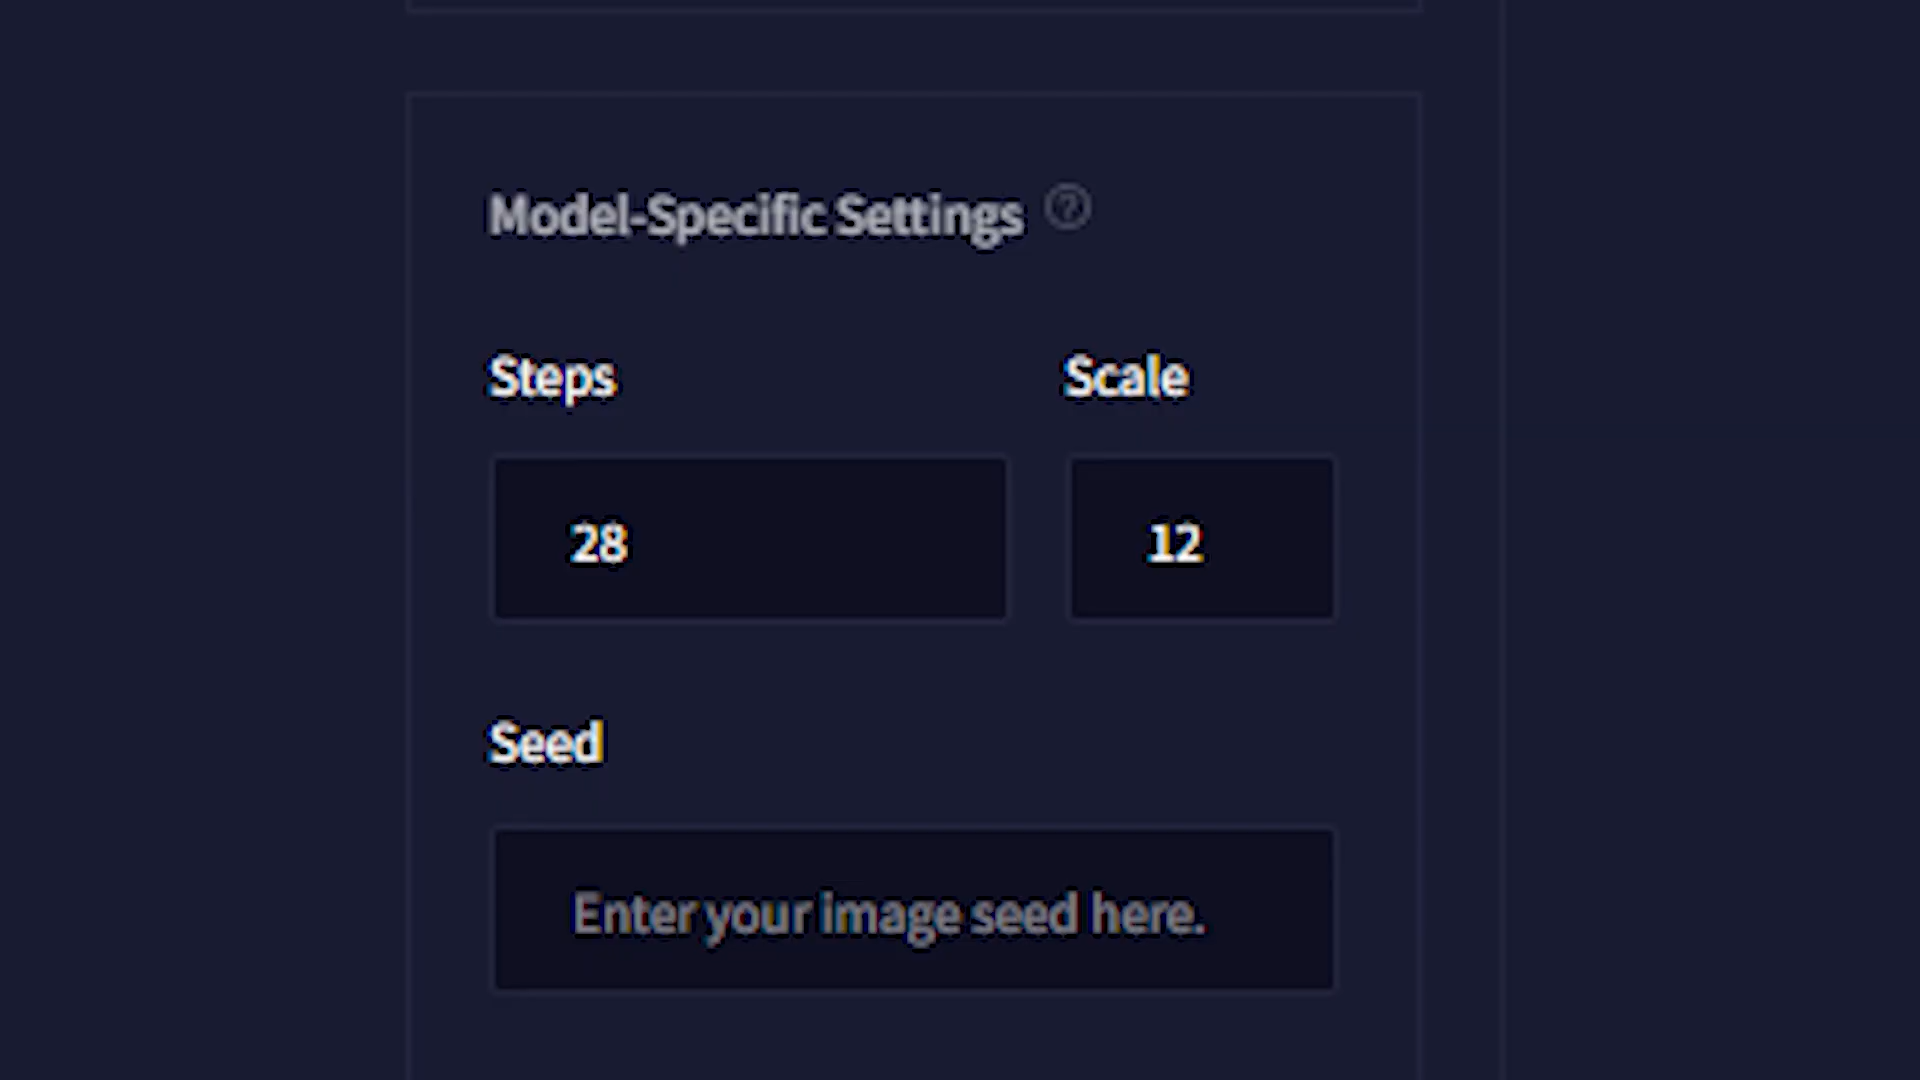 Model-Specific Settings ?
Steps Scale
28 12
Seed
Enter your image seed here.